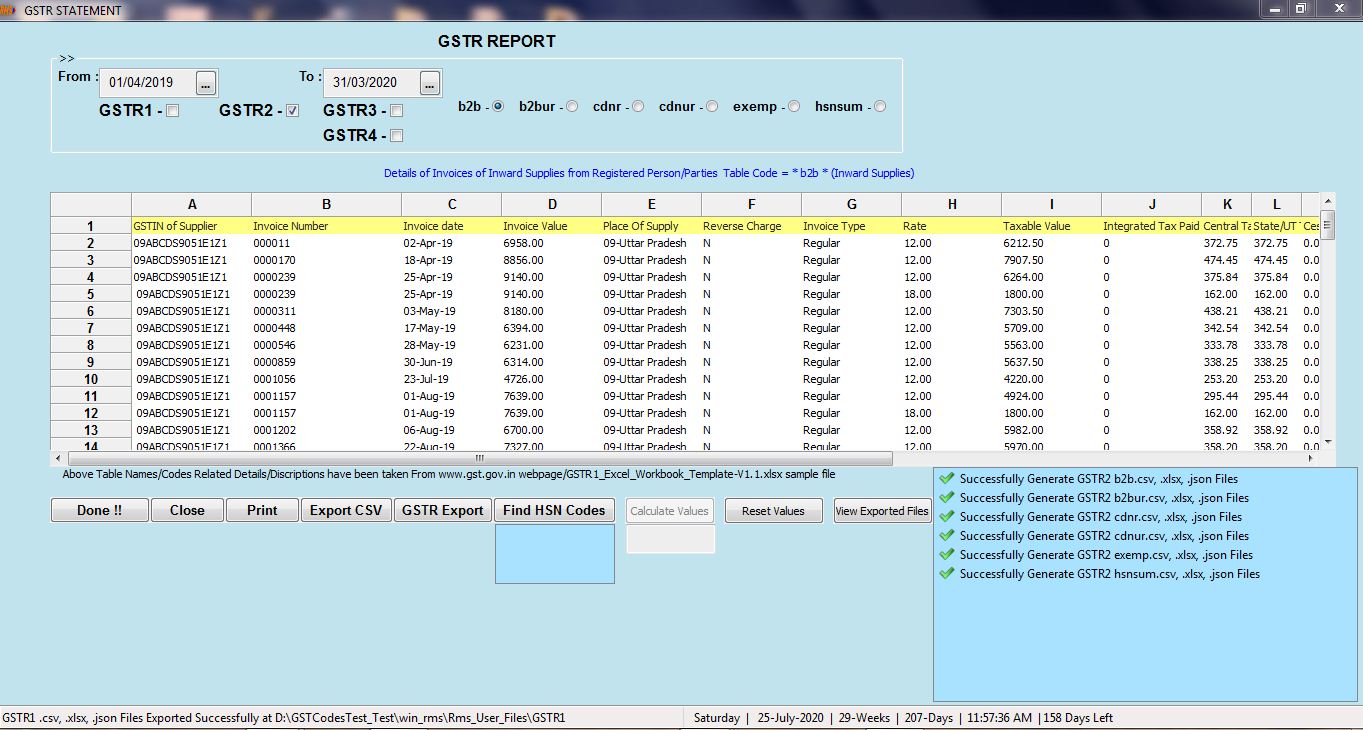 GSTR STATEMENT
GSTR REPORT
>>
From : 01/04/2019 ... To : 31/03/2020 ...
GSTR1 - GSTR2 - GSTR3 - b2b - b2bur - cdnr - cdnur - exemp - hsnsum -
GSTR4 -
Details of Invoices of Inward Supplies from Registered Person/Parties Table Code = * b2b * (Inward Supplies)
A B C D E F G H I J K L
1 GSTIN of Supplier Invoice Number Invoice date Invoice Value Place Of Supply Reverse Charge Invoice Type Rate Taxable Value Integrated Tax Paid Central Ta State/UT Ces
2 09ABCDS9051E1Z1 000011 02-Apr-19 6958.00 09-Uttar Pradesh N Regular 12.00 6212.50 0 372.75 372.75 0.0
3 09ABCDS9051E1Z1 0000170 18-Apr-19 8856.00 09-Uttar Pradesh N Regular 12.00 7907.50 0 474.45 474.45 0.0
4 09ABCDS9051E1Z1 0000239 25-Apr-19 9140.00 09-Uttar Pradesh N Regular 12.00 6264.00 0 375.84 375.84 0.0
5 09ABCDS9051E1Z1 0000239 25-Apr-19 9140.00 09-Uttar Pradesh N Regular 18.00 1800.00 0 162.00 162.00 0.0
6 09ABCDS9051E1Z1 0000311 03-May-19 8180.00 09-Uttar Pradesh N Regular 12.00 7303.50 0 438.21 438.21 0.0
7 09ABCDS9051E1Z1 0000448 17-May-19 6394.00 09-Uttar Pradesh N Regular 12.00 5709.00 0 342.54 342.54 0.0
8 09ABCDS9051E1Z1 0000546 28-May-19 6231.00 09-Uttar Pradesh N Regular 12.00 5563.00 0 333.78 333.78 0.0
9 09ABCDS9051E1Z1 0000859 30-Jun-19 6314.00 09-Uttar Pradesh N Regular 12.00 5637.50 0 338.25 338.25 0.0
10 09ABCDS9051E1Z1 0001056 23-Jul-19 4726.00 09-Uttar Pradesh N Regular 12.00 4220.00 0 253.20 253.20 0.0
11 09ABCDS9051E1Z1 0001157 01-Aug-19 7639.00 09-Uttar Pradesh N Regular 12.00 4924.00 0 295.44 295.44 0.0
12 09ABCDS9051E1Z1 0001157 01-Aug-19 7639.00 09-Uttar Pradesh N Regular 18.00 1800.00 0 162.00 162.00 0.0
13 09ABCDS9051E1Z1 0001202 06-Aug-19 6700.00 09-Uttar Pradesh N Regular 12.00 5982.00 0 358.92 358.92 0.0
14 09ABCDS9051E1Z1 0001366 22-Aug-19 7327.00 09-Uttar Pradesh N Regular 12.00 5970.00 0 358.20 358.20 0.0
Above Table Names/Codes Related Details/Discriptions have been taken From www.gst.gov.in webpage/GSTR1_Excel_Workbook_Template-V1.1.xlsx sample file
Done !! Close Print Export CSV GSTR Export Find HSN Codes Calculate Values Reset Values View Exported Files
Successfully Generate GSTR2 b2b.csv, .xlsx, .json Files
Successfully Generate GSTR2 b2bur.csv, .xlsx, .json Files
Successfully Generate GSTR2 cdnr.csv, .xlsx, .json Files
Successfully Generate GSTR2 cdnur.csv, .xlsx, .json Files
Successfully Generate GSTR2 exemp.csv, .xlsx, .json Files
Successfully Generate GSTR2 hsnsum.csv, .xlsx, .json Files
GSTR1 .csv, .xlsx, .json Files Exported Successfully at D:\GSTCodesTest_Test\win_rms\Rms_User_Files\GSTR1 Saturday | 25-July-2020 | 29-Weeks | 207-Days | 11:57:36 AM |158 Days Left